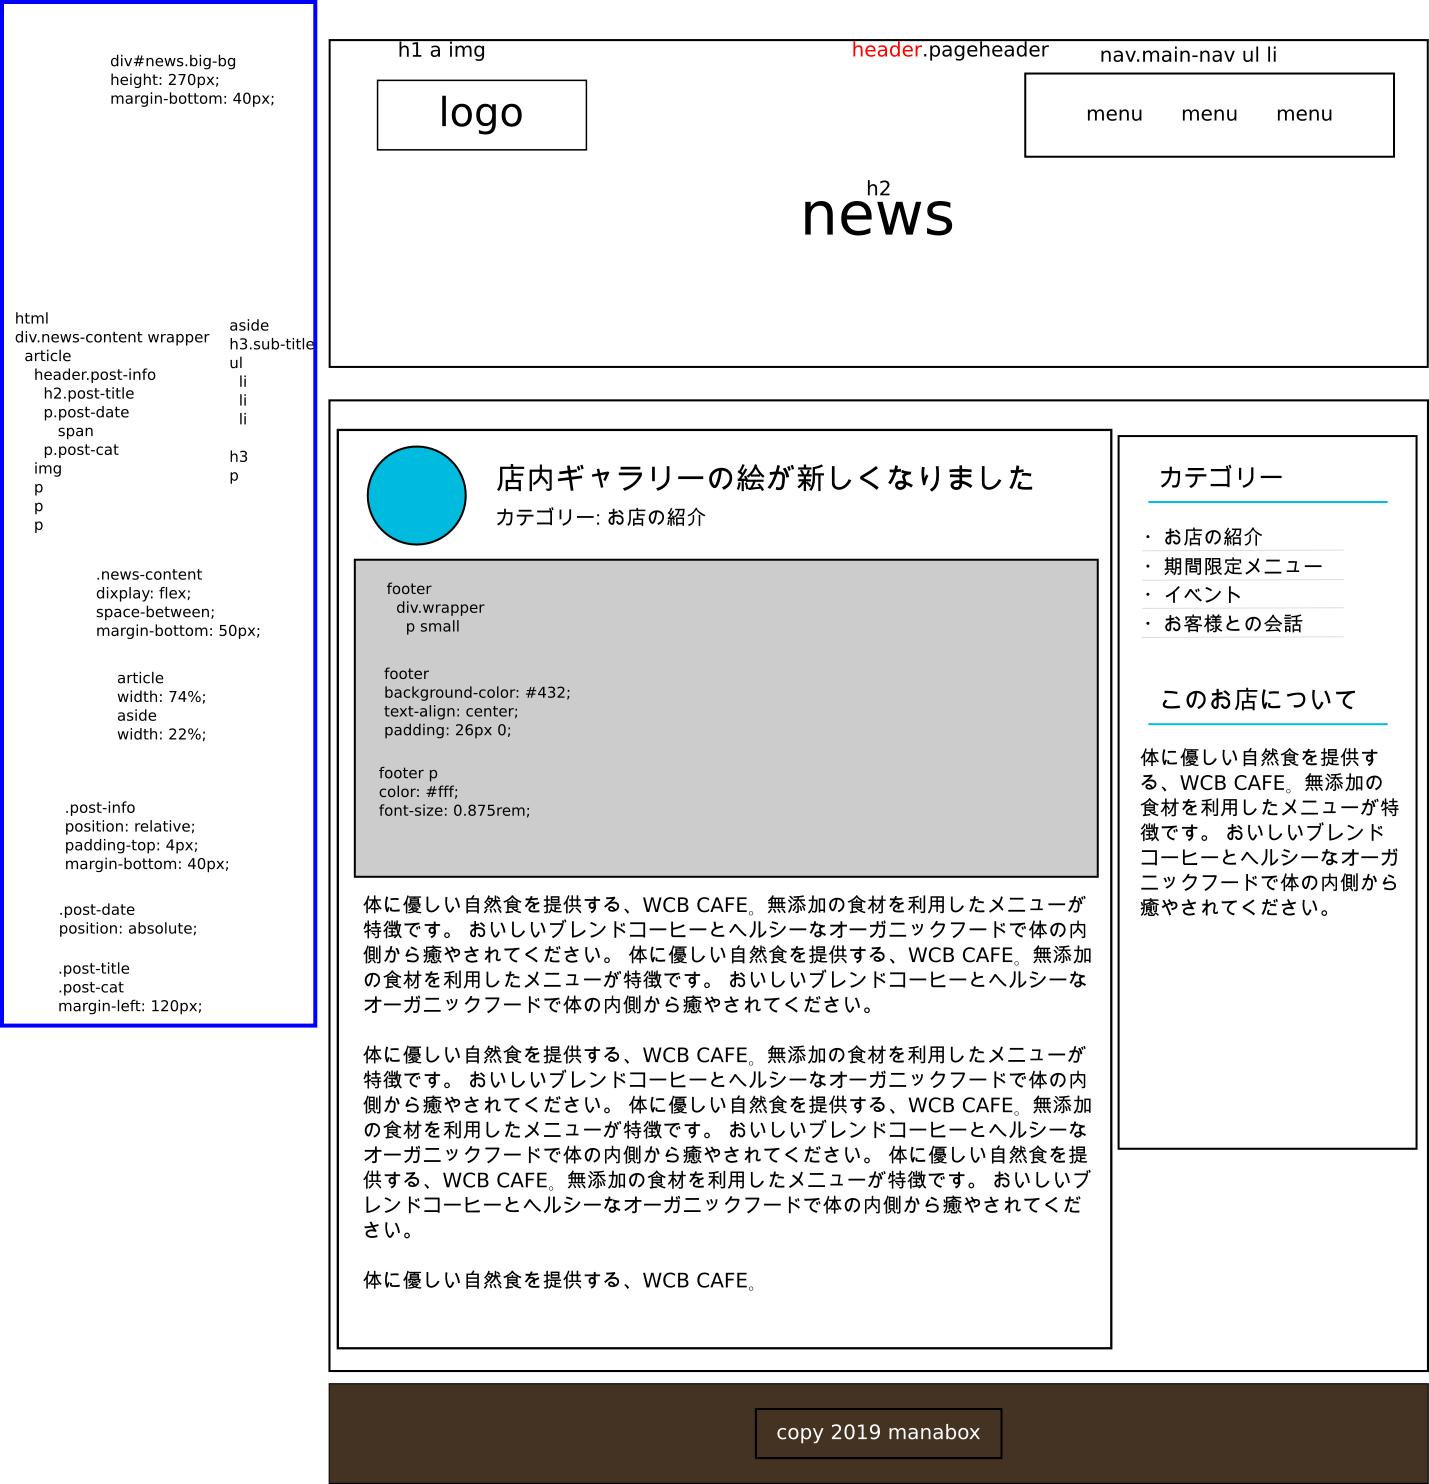 div#news.big-bg
height: 270px;
margin-bottom: 40px;
html
div.news-content wrapper
article
header.post-info
h2.post-title
p.post-date
span
p.post-cat
img
p
p
p
aside
h3.sub-title
ul
li
li
li
h3
p
.news-content
dixplay: flex;
space-between;
margin-bottom: 50px;
article
width: 74%;
aside
width: 22%;
.post-info
position: relative;
padding-top: 4px;
margin-bottom: 40px;
.post-date
position: absolute;
.post-title
.post-cat
margin-left: 120px;
h1 a img
header.pageheader
nav.main-nav ul li
logo
menu menu menu
h2
news
店内ギャラリーの絵が新しくなりました
カテゴリー: お店の紹介
footer
div.wrapper
p small
footer
background-color: #432;
text-align: center;
padding: 26px 0;
footer p
color: #fff;
font-size: 0.875rem;
体に優しい自然食を提供する、WCB CAFE。無添加の食材を利用したメニューが
特徴です。 おいしいブレンドコーヒーとヘルシーなオーガニックフードで体の内
側から癒やされてください。 体に優しい自然食を提供する、WCB CAFE。無添加
の食材を利用したメニューが特徴です。 おいしいブレンドコーヒーとヘルシーな
オーガニックフードで体の内側から癒やされてください。
体に優しい自然食を提供する、WCB CAFE。無添加の食材を利用したメニューが
特徴です。 おいしいブレンドコーヒーとヘルシーなオーガニックフードで体の内
側から癒やされてください。 体に優しい自然食を提供する、WCB CAFE。無添加
の食材を利用したメニューが特徴です。 おいしいブレンドコーヒーとヘルシーな
オーガニックフードで体の内側から癒やされてください。 体に優しい自然食を提
供する、WCB CAFE。無添加の食材を利用したメニューが特徴です。 おいしいブ
レンドコーヒーとヘルシーなオーガニックフードで体の内側から癒やされてくだ
さい。
体に優しい自然食を提供する、WCB CAFE。
カテゴリー
・ お店の紹介
・ 期間限定メニュー
・ イベント
・ お客様との会話
このお店について
体に優しい自然食を提供す
る、WCB CAFE。無添加の
食材を利用したメニューが特
徴です。 おいしいブレンド
コーヒーとヘルシーなオーガ
ニックフードで体の内側から
癒やされてください。
copy 2019 manabox